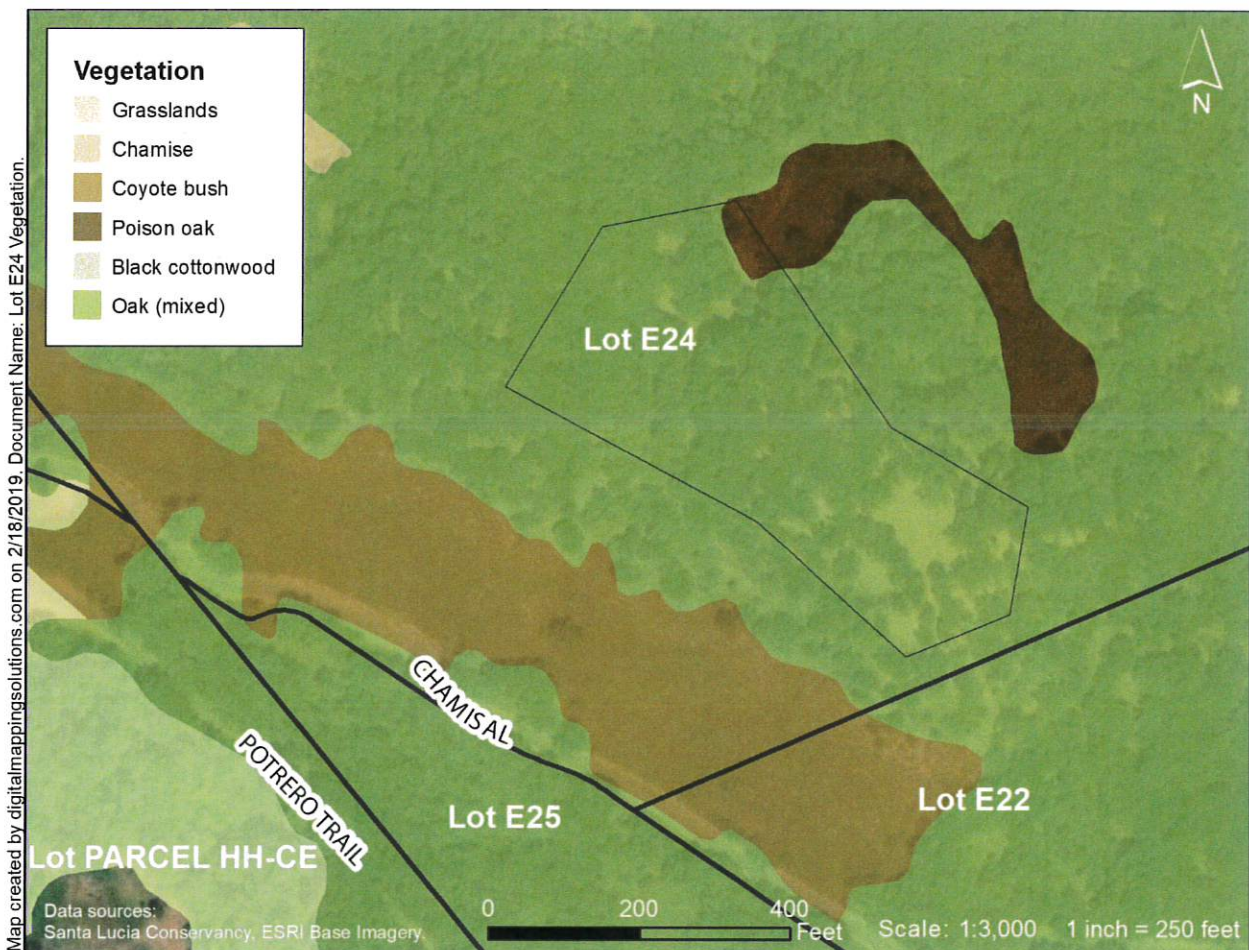 Map created by digitalmappingsolutions.com on 2/18/2019. Document Name: Lot E24 Vegetation.
Vegetation
Grasslands
Chamise
Coyote bush
Poison oak
Black cottonwood
Oak (mixed)
N
Lot E24
CHAMISAL
POTRERO TRAIL
Lot E25
Lot E22
Lot PARCEL HH-CE
Data sources:
Santa Lucia Conservancy, ESRI Base Imagery.
0 200 400
Feet
Scale: 1:3,000 1 inch = 250 feet